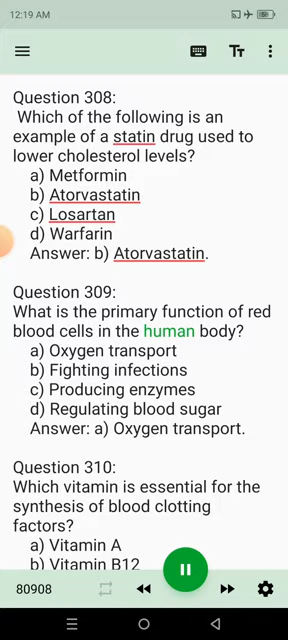 12:19 AM
Question 308:
Which of the following is an
example of a statin drug used to
lower cholesterol levels?
a) Metformin
b) Atorvastatin
c) Losartan
d) Warfarin
Answer: b) Atorvastatin.
Question 309:
What is the primary function of red
blood cells in the human body?
a) Oxygen transport
b) Fighting infections
c) Producing enzymes
d) Regulating blood sugar
Answer: a) Oxygen transport.
Question 310:
Which vitamin is essential for the
synthesis of blood clotting
factors?
a) Vitamin A
b) Vitamin B12
80908